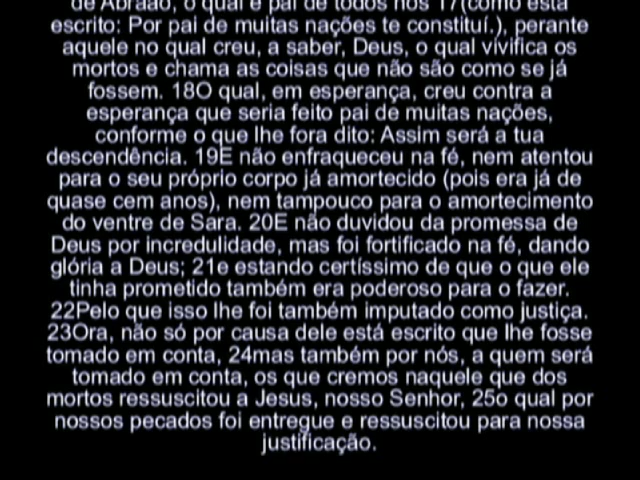 de Abraão, o qual é pai de todos nós 17(como está
escrito: Por pai de muitas nações te constituí.), perante
aquele no qual creu, a saber, Deus, o qual vivifica os
mortos e chama as coisas que não são como se já
fossem. 18O qual, em esperança, creu contra a
esperança que seria feito pai de muitas nações,
conforme o que lhe fora dito: Assim será a tua
descendência. 19E não enfraqueceu na fé, nem atentou
para o seu próprio corpo já amortecido (pois era já de
quase cem anos), nem tampouco para o amortecimento
do ventre de Sara. 20E não duvidou da promessa de
Deus por incredulidade, mas foi fortificado na fé, dando
glória a Deus; 21e estando certíssimo de que o que ele
tinha prometido também era poderoso para o fazer.
22Pelo que isso lhe foi também imputado como justiça.
23Ora, não só por causa dele está escrito que lhe fosse
tomado em conta, 24mas também por nós, a quem será
tomado em conta, os que cremos naquele que dos
mortos ressuscitou a Jesus, nosso Senhor, 25o qual por
nossos pecados foi entregue e ressuscitou para nossa
justificação.